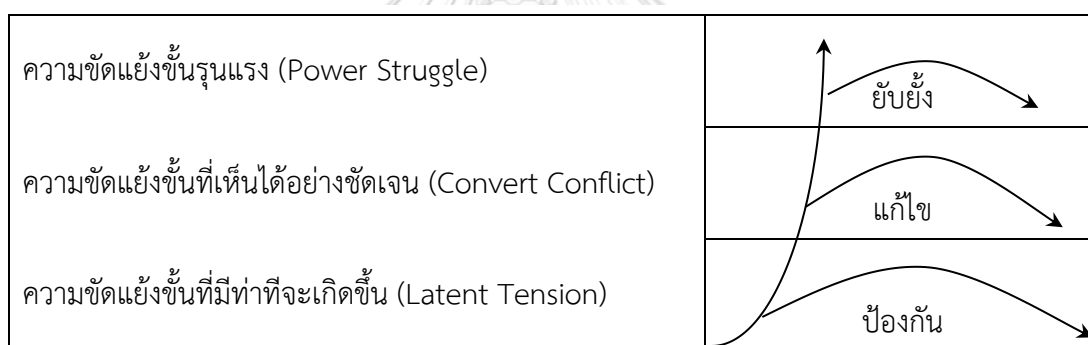 ความขัดแย้งขั้นรุนแรง (Power Struggle)
ยับยั้ง
ความขัดแย้งขั้นที่เห็นได้อย่างชัดเจน (Convert Conflict)
แก้ไข
ความขัดแย้งขั้นที่มีท่าทีจะเกิดขึ้น (Latent Tension)
ป้องกัน